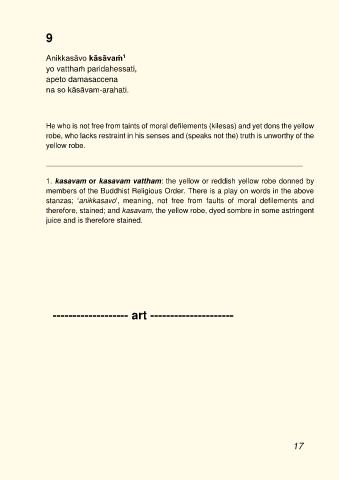 9
Anikkasāvo kāsāvaṁ¹
yo vatthaṁ paridahessati,
apeto damasaccena
na so kāsāvam-arahati.
He who is not free from taints of moral defilements (kilesas) and yet dons the yellow
robe, who lacks restraint in his senses and (speaks not the) truth is unworthy of the
yellow robe.
1. kasavam or kasavam vattham: the yellow or reddish yellow robe donned by
members of the Buddhist Religious Order. There is a play on words in the above
stanzas; 'anikkasavo', meaning, not free from faults of moral defilements and
therefore, stained; and kasavam, the yellow robe, dyed sombre in some astringent
juice and is therefore stained.
------------------- art ---------------------
17